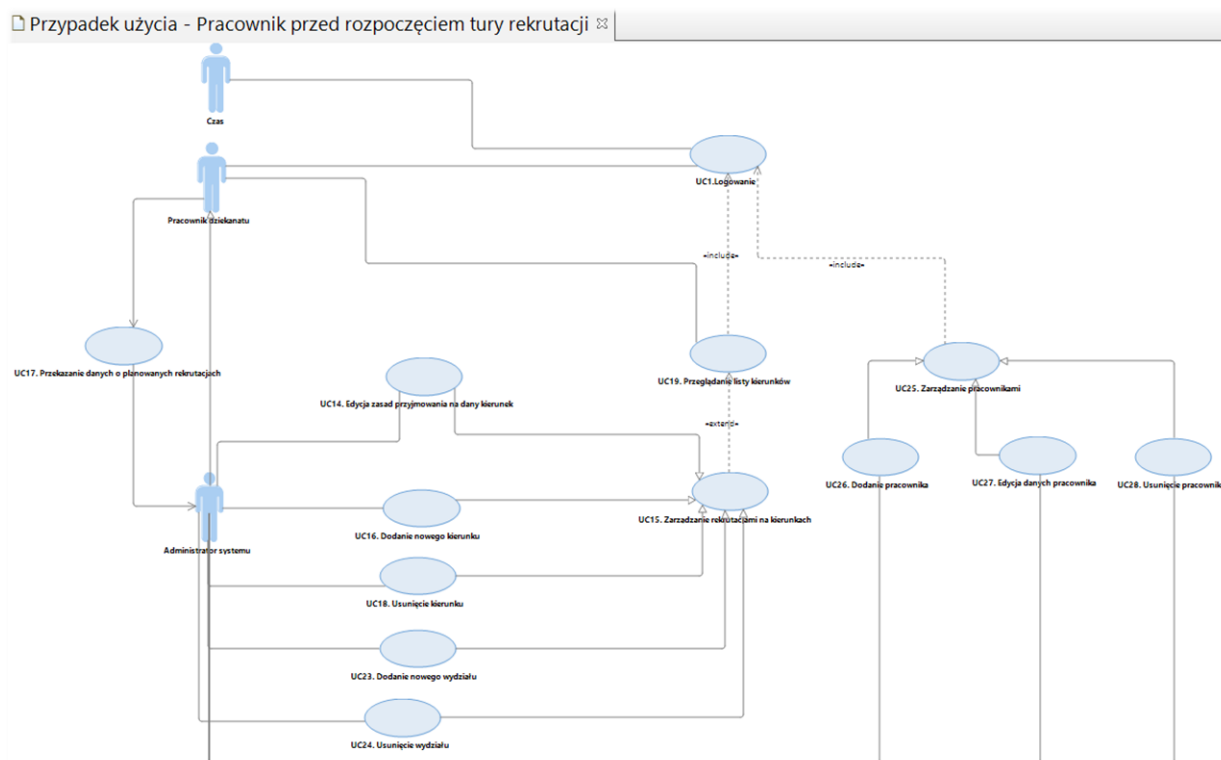 Przypadek użycia - Pracownik przed rozpoczęciem tury rekrutacji
Czas
UC1.Logowanie
Pracownik dziekanatu
«include»
«include»
UC17. Przekazanie danych o planowanych rekrutacjach
UC19. Przeglądanie listy kierunków
UC25. Zarządzanie pracownikami
UC14. Edycja zasad przyjmowania na dany kierunek
«extend»
UC26. Dodanie pracownika
UC27. Edycja danych pracownika
UC28. Usunięcie pracownik
UC15. Zarządzanie rekrutacjami na kierunkach
UC16. Dodanie nowego kierunku
Administrator systemu
UC18. Usunięcie kierunku
UC23. Dodanie nowego wydziału
UC24. Usunięcie wydziału